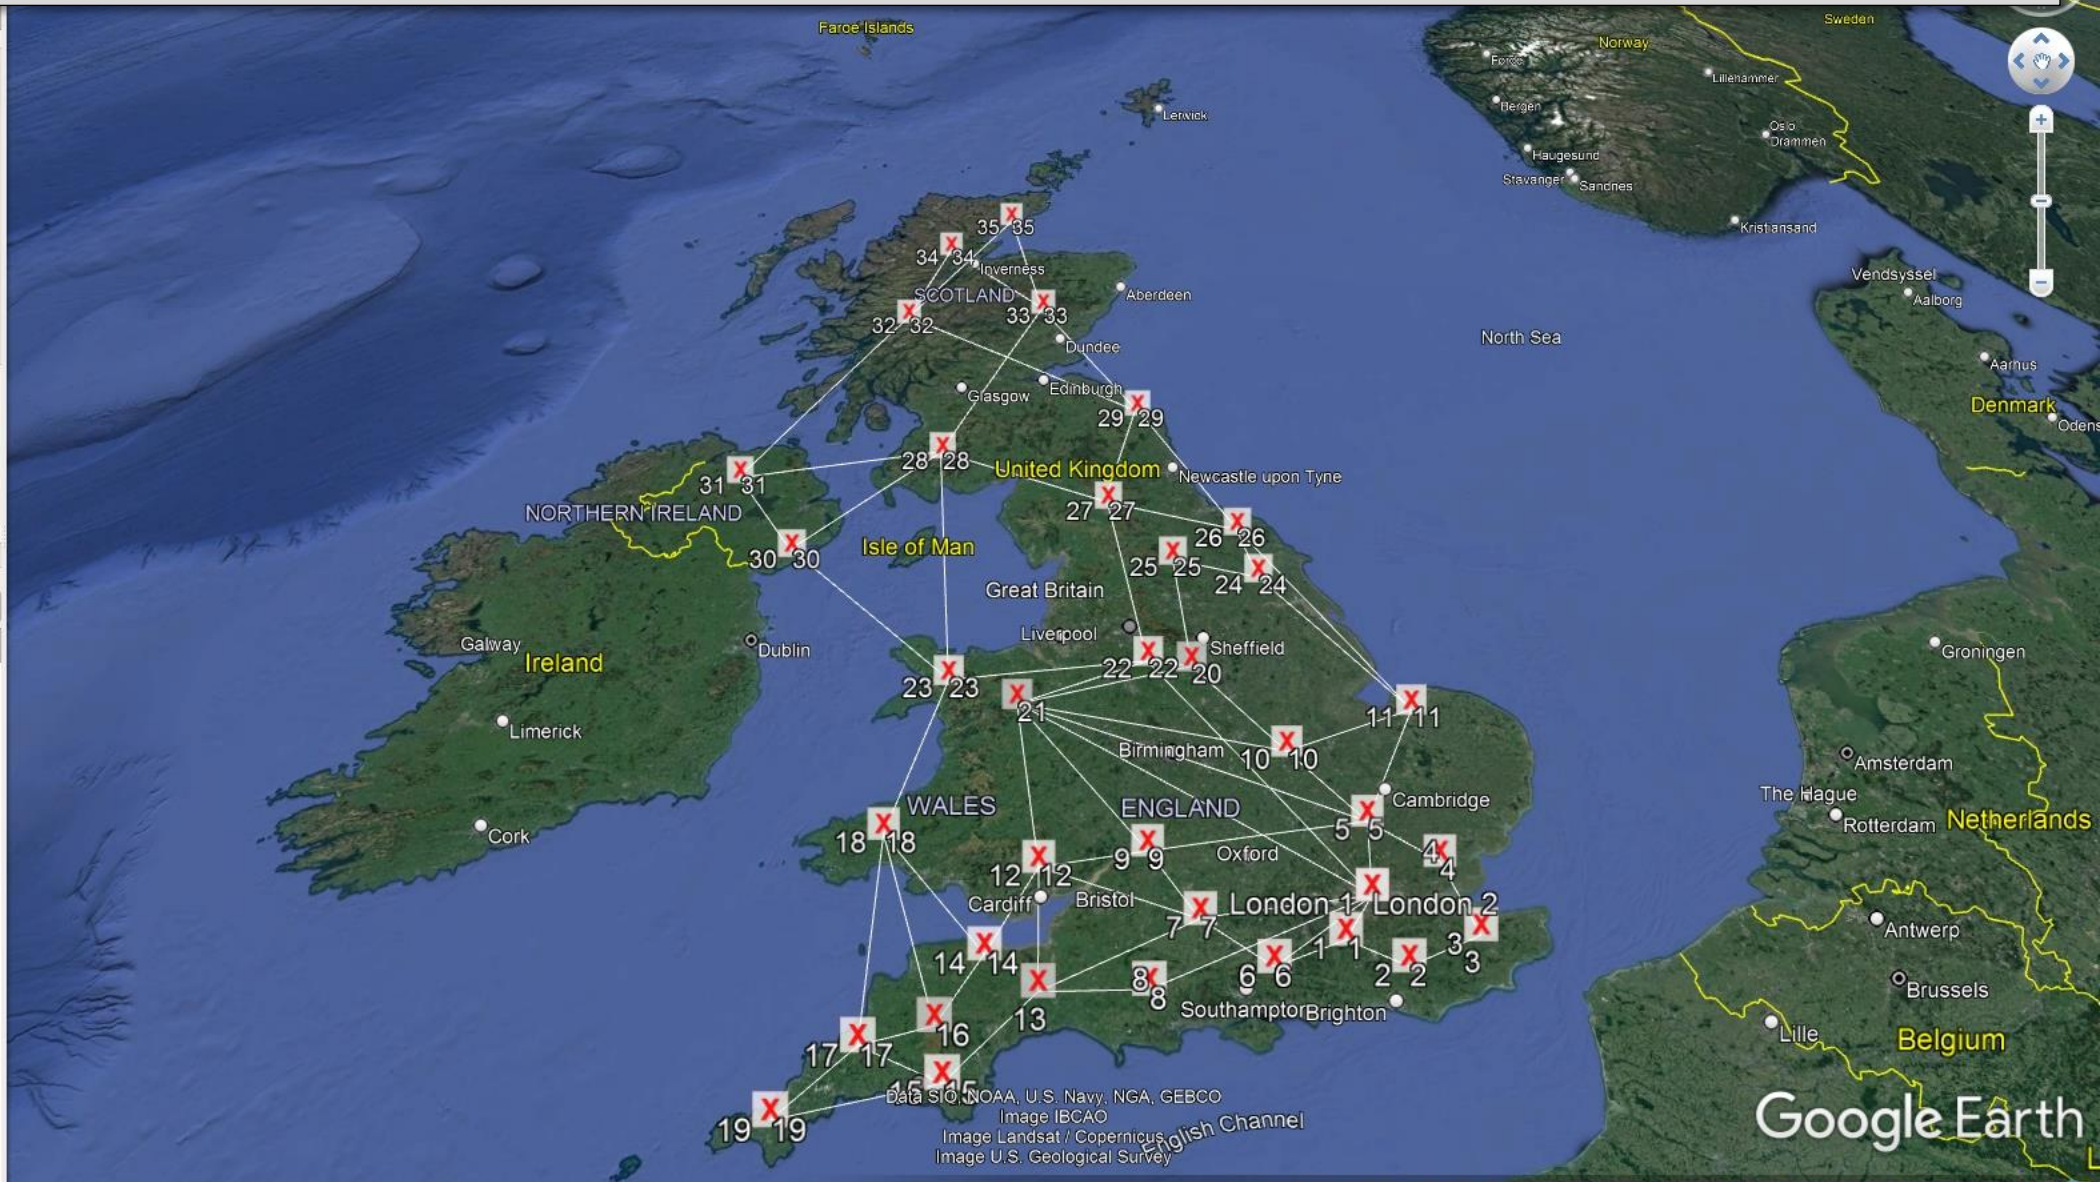 Faroe Islands
Sweden
Norway
Førde
Lillehammer
Bergen
Lerwick
Oslo
Drammen
Haugesund
Stavanger
Sandnes
35 35
Kristiansand
34 34
Inverness
Vendsyssel
SCOTLAND
Aberdeen
Aalborg
33 33
32 32
North Sea
Dundee
Aarhus
Edinburgh
Glasgow
Denmark
29 29
Odens
28 28
United Kingdom
Newcastle upon Tyne
31 31
27 27
NORTHERN IRELAND
26 26
Isle of Man
30 30
25 25
24 24
Great Britain
Liverpool
Galway
Dublin
Sheffield
Groningen
Ireland
22 22
20
23 23
21
11 11
Limerick
Birmingham
10 10
Amsterdam
The Hague
WALES
ENGLAND
Cambridge
Netherlands
Rotterdam
5 5
Cork
18 18
4
9 9
Oxford
4
12 12
Cardiff
Bristol
London 1
London 2
7 7
Antwerp
3
1 1
3
14 14
8
6 6
2 2
8
Brussels
Southampton
Brighton
13
16
Lille
Belgium
17 17
15 15
Data SIO, NOAA, U.S. Navy, NGA, GEBCO
Image IBCAO
19 19
English Channel
Image Landsat / Copernicus
Image U.S. Geological Survey
Google Earth
L